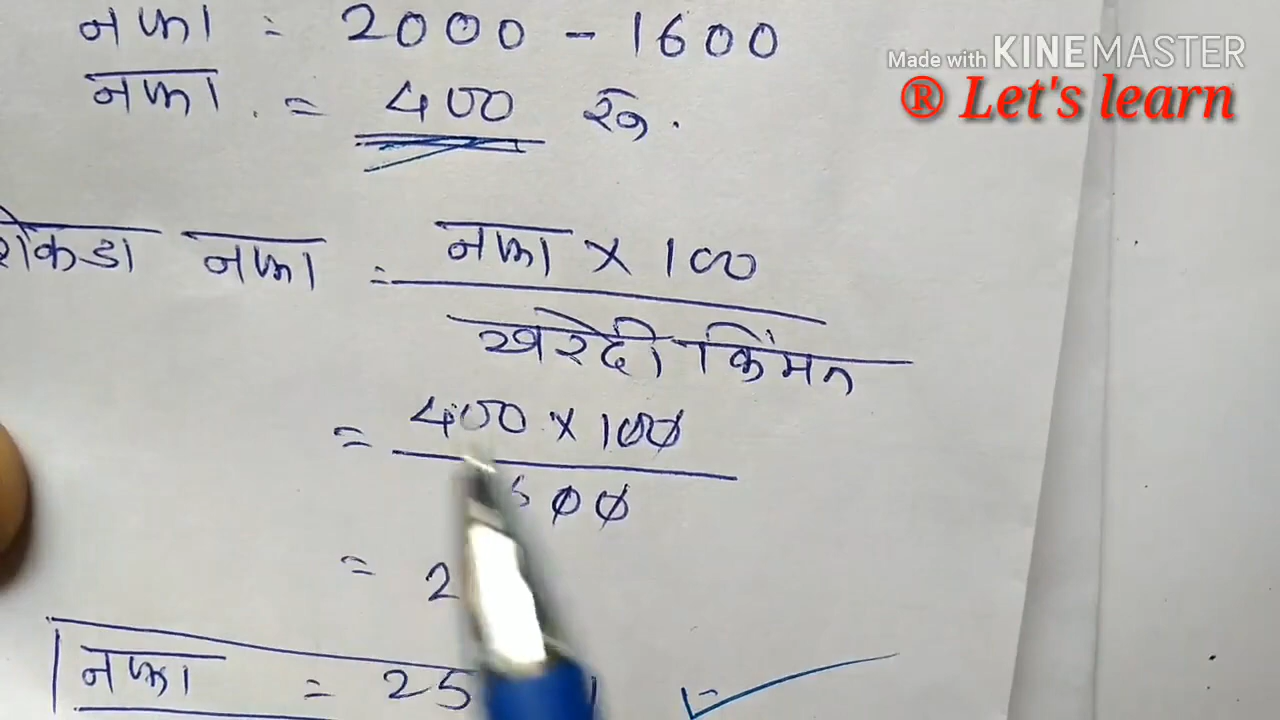 नफा = 2000 - 1600
Made with KINEMASTER
® Let's learn
नफा = 400 रू.
शेकडा नफा = नफा × 100
खरेदी किंमत
= 400 × 100
600
= 2
नफा = 25